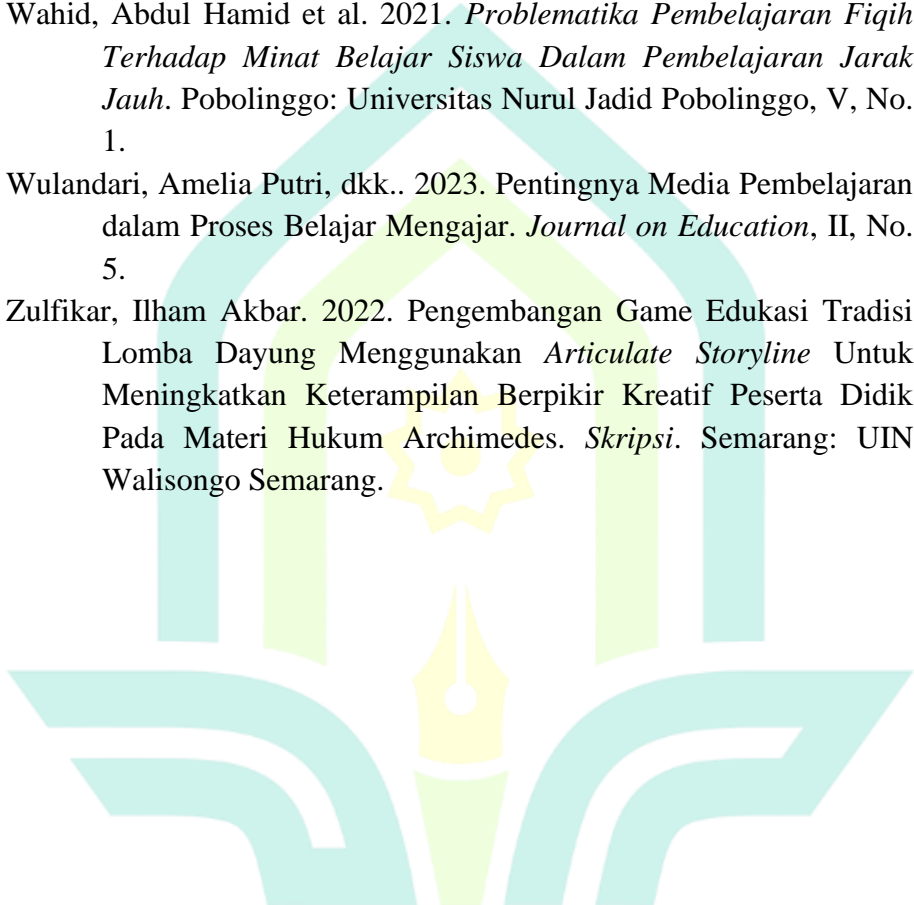 Wahid, Abdul Hamid et al. 2021. Problematika Pembelajaran Fiqih
Terhadap Minat Belajar Siswa Dalam Pembelajaran Jarak
Jauh. Pobolinggo: Universitas Nurul Jadid Pobolinggo, V, No.
1.
Wulandari, Amelia Putri, dkk.. 2023. Pentingnya Media Pembelajaran
dalam Proses Belajar Mengajar. Journal on Education, II, No.
5.
Zulfikar, Ilham Akbar. 2022. Pengembangan Game Edukasi Tradisi
Lomba Dayung Menggunakan Articulate Storyline Untuk
Meningkatkan Keterampilan Berpikir Kreatif Peserta Didik
Pada Materi Hukum Archimedes. Skripsi. Semarang: UIN
Walisongo Semarang.